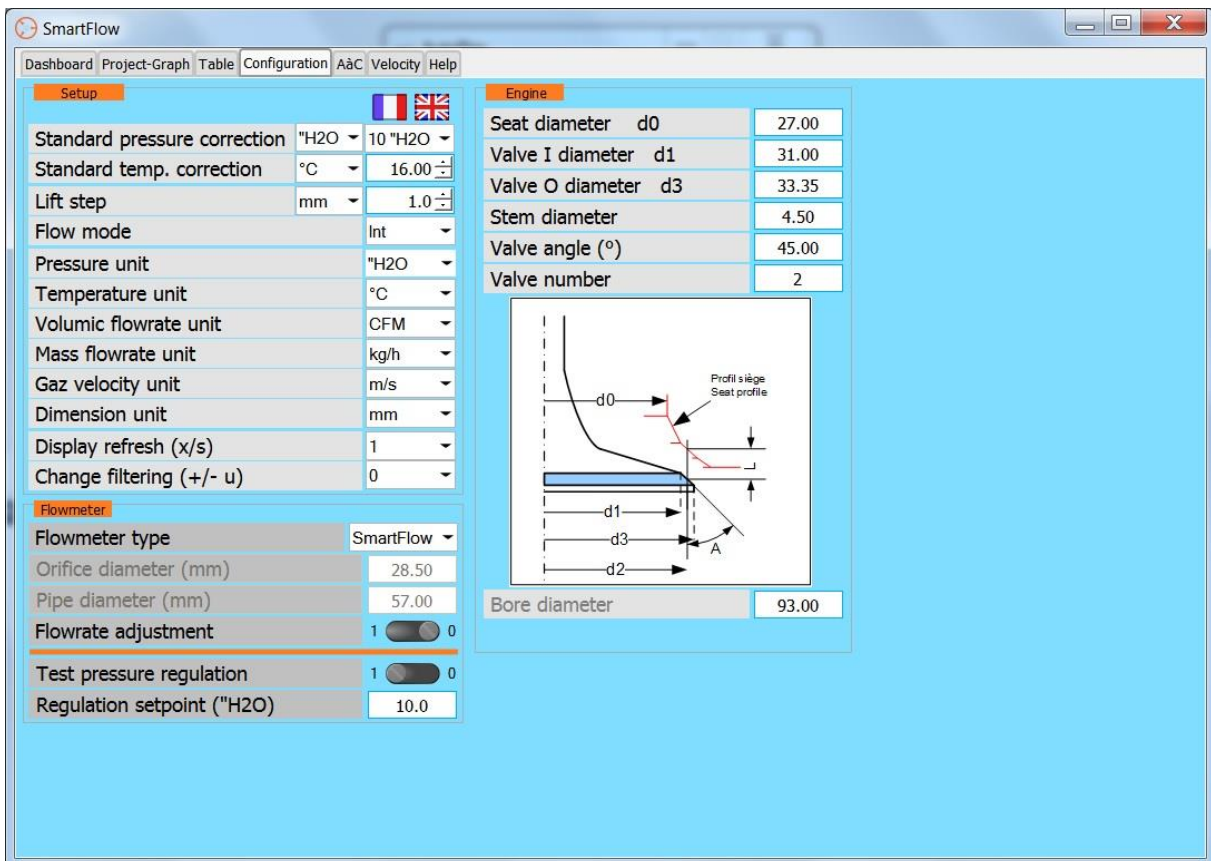 SmartFlow
Dashboard Project-Graph Table Configuration AàC Velocity Help
Setup
Standard pressure correction "H2O 10 "H2O
Standard temp. correction °C 16.00
Lift step mm 1.0
Flow mode Int
Pressure unit "H2O
Temperature unit °C
Volumic flowrate unit CFM
Mass flowrate unit kg/h
Gaz velocity unit m/s
Dimension unit mm
Display refresh (x/s) 1
Change filtering (+/- u) 0
Flowmeter
Flowmeter type SmartFlow
Orifice diameter (mm) 28.50
Pipe diameter (mm) 57.00
Flowrate adjustment 1 0
Test pressure regulation 1 0
Regulation setpoint ("H2O) 10.0
Engine
Seat diameter d0 27.00
Valve I diameter d1 31.00
Valve O diameter d3 33.35
Stem diameter 4.50
Valve angle (º) 45.00
Valve number 2
Profil siège
Seat profile
d0
L
d1
d3
A
d2
Bore diameter 93.00